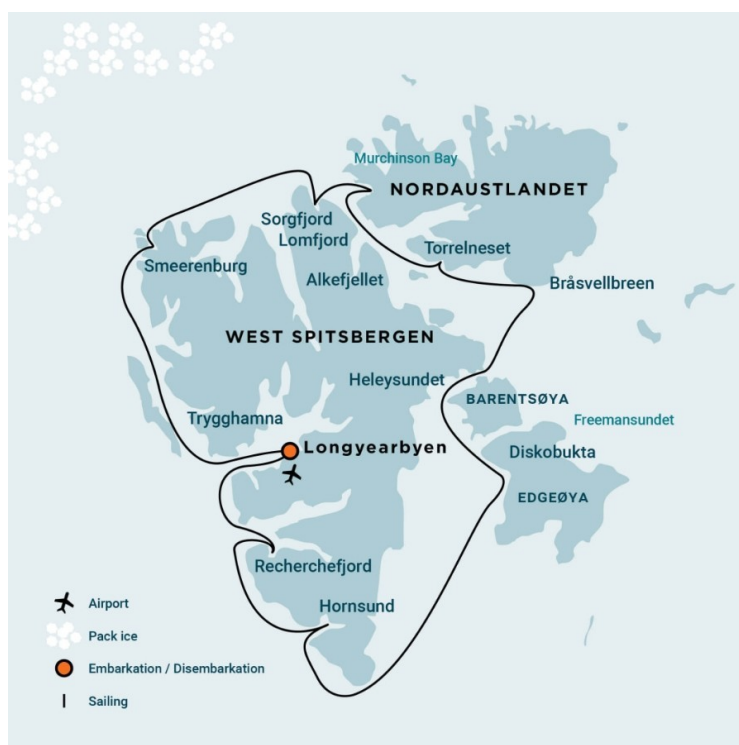 Murchinson Bay
NORDAUSTLANDET
Sorgfjord
Lomfjord
Torrelneset
Smeerenburg
Alkefjellet
Bråsvellbreen
WEST SPITSBERGEN
Heleysundet
BARENTSØYA
Trygghamna
Freemansundet
Longyearbyen
Diskobukta
EDGEØYA
Recherchefjord
Hornsund
Airport
Pack ice
Embarkation / Disembarkation
Sailing